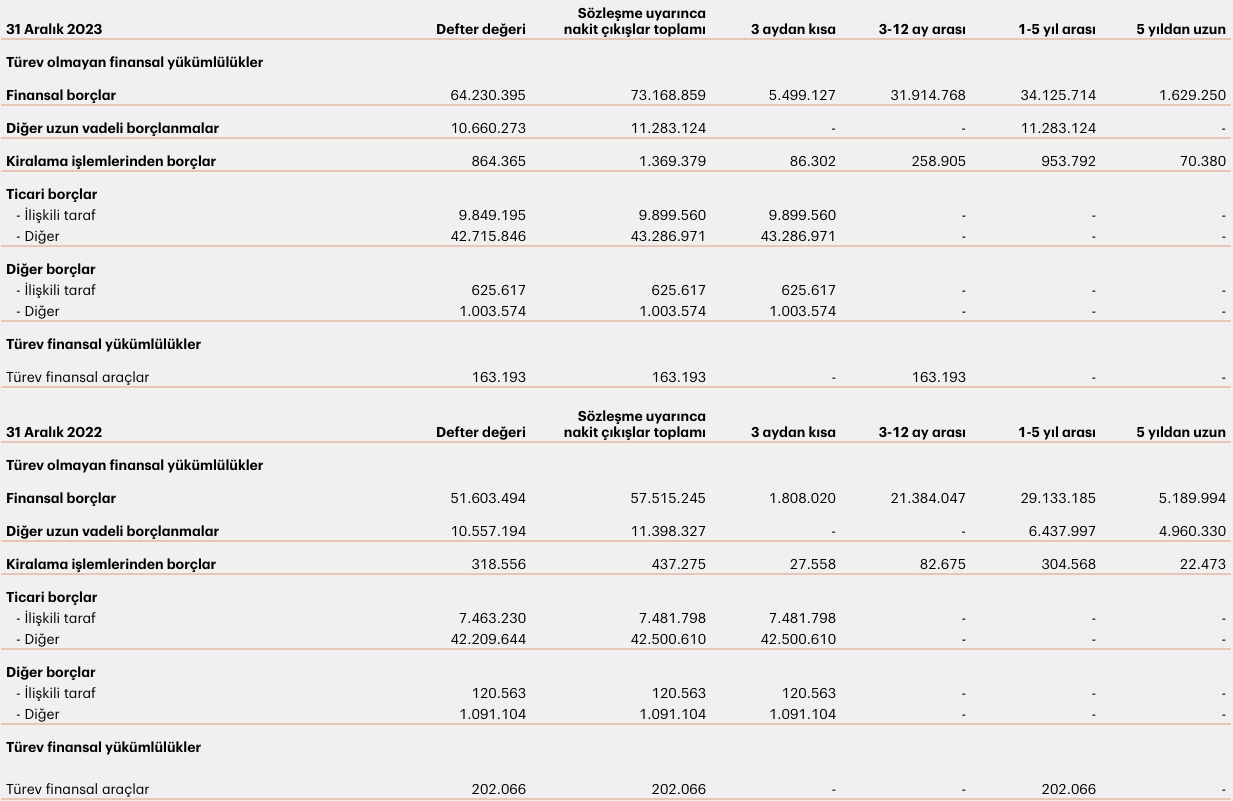 Sözleşme uyarınca
31 Aralık 2023 Defter değeri nakit çıkışlar toplamı 3 aydan kısa 3-12 ay arası 1-5 yıl arası 5 yıldan uzun
Türev olmayan finansal yükümlülükler
Finansal borçlar 64.230.395 73.168.859 5.499.127 31.914.768 34.125.714 1.629.250
Diğer uzun vadeli borçlanmalar 10.660.273 11.283.124 - - 11.283.124 -
Kiralama işlemlerinden borçlar 864.365 1.369.379 86.302 258.905 953.792 70.380
Ticari borçlar
- İlişkili taraf 9.849.195 9.899.560 9.899.560 - - -
- Diğer 42.715.846 43.286.971 43.286.971 - - -
Diğer borçlar
- İlişkili taraf 625.617 625.617 625.617 - - -
- Diğer 1.003.574 1.003.574 1.003.574 - - -
Türev finansal yükümlülükler
Türev finansal araçlar 163.193 163.193 - 163.193 - -
Sözleşme uyarınca
31 Aralık 2022 Defter değeri nakit çıkışlar toplamı 3 aydan kısa 3-12 ay arası 1-5 yıl arası 5 yıldan uzun
Türev olmayan finansal yükümlülükler
Finansal borçlar 51.603.494 57.515.245 1.808.020 21.384.047 29.133.185 5.189.994
Diğer uzun vadeli borçlanmalar 10.557.194 11.398.327 - - 6.437.997 4.960.330
Kiralama işlemlerinden borçlar 318.556 437.275 27.558 82.675 304.568 22.473
Ticari borçlar
- İlişkili taraf 7.463.230 7.481.798 7.481.798 - - -
- Diğer 42.209.644 42.500.610 42.500.610 - - -
Diğer borçlar
- İlişkili taraf 120.563 120.563 120.563 - - -
- Diğer 1.091.104 1.091.104 1.091.104 - - -
Türev finansal yükümlülükler
Türev finansal araçlar 202.066 202.066 - - 202.066 -